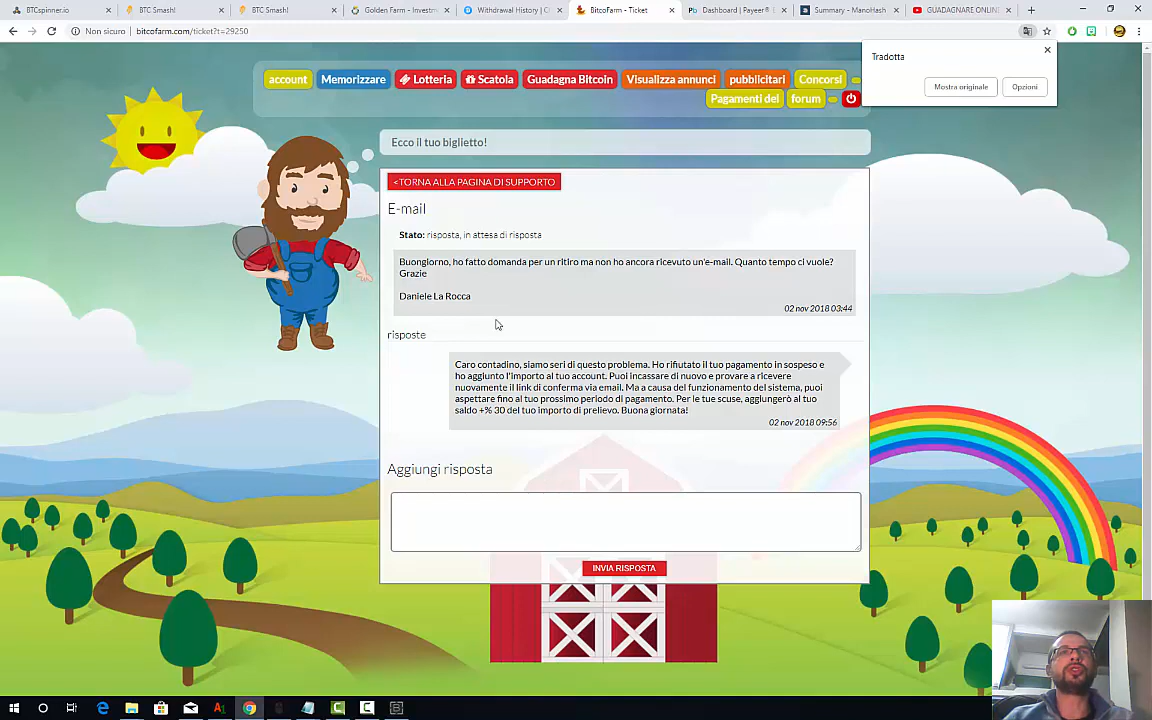 BTCspinner.io
BTC Smash!
BTC Smash!
Golden Farm - Investm
Withdrawal History | C
BitcoFarm - Ticket
Dashboard | Payeer® E
Summary - ManoHash
GUADAGNARE ONLIN
Non sicuro | bitcofarm.com/ticket?t=29250
Tradotta
Mostra originale
Opzioni
account
Memorizzare
Lotteria
Scatola
Guadagna Bitcoin
Visualizza annunci
pubblicitari
Concorsi
Pagamenti del
forum
Ecco il tuo biglietto!
<TORNA ALLA PAGINA DI SUPPORTO
E-mail
Stato: risposta, in attesa di risposta
Buongiorno, ho fatto domanda per un ritiro ma non ho ancora ricevuto un'e-mail. Quanto tempo ci vuole?
Grazie
Daniele La Rocca
02 nov 2018 03:44
risposte
Caro contadino, siamo seri di questo problema. Ho rifiutato il tuo pagamento in sospeso e
ho aggiunto l'importo al tuo account. Puoi incassare di nuovo e provare a ricevere
nuovamente il link di conferma via email. Ma a causa del funzionamento del sistema, puoi
aspettare fino al tuo prossimo periodo di pagamento. Per le tue scuse, aggiungerò al tuo
saldo +% 30 del tuo importo di prelievo. Buona giornata!
02 nov 2018 09:56
Aggiungi risposta
INVIA RISPOSTA